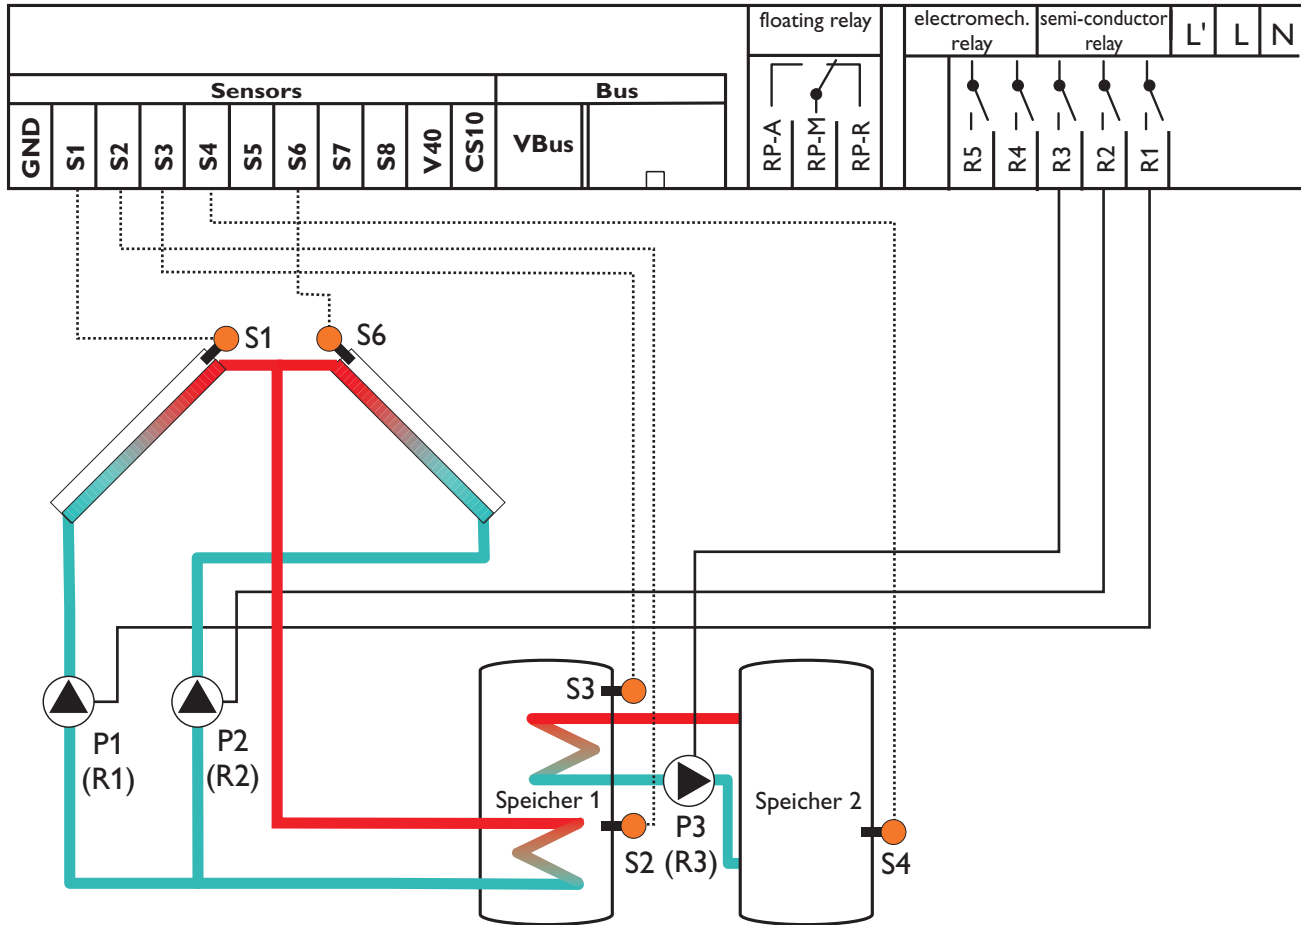 floating relay
electromech.
relay
semi-conductor
relay
L'
L
N
Sensors
Bus
GND
S1
S2
S3
S4
S5
S6
S7
S8
V40
CS10
VBus
RP-A
RP-M
RP-R
R5
R4
R3
R2
R1
S1
S6
S3
P1
(R1)
P2
(R2)
Speicher 1
S2
P3
(R3)
Speicher 2
S4